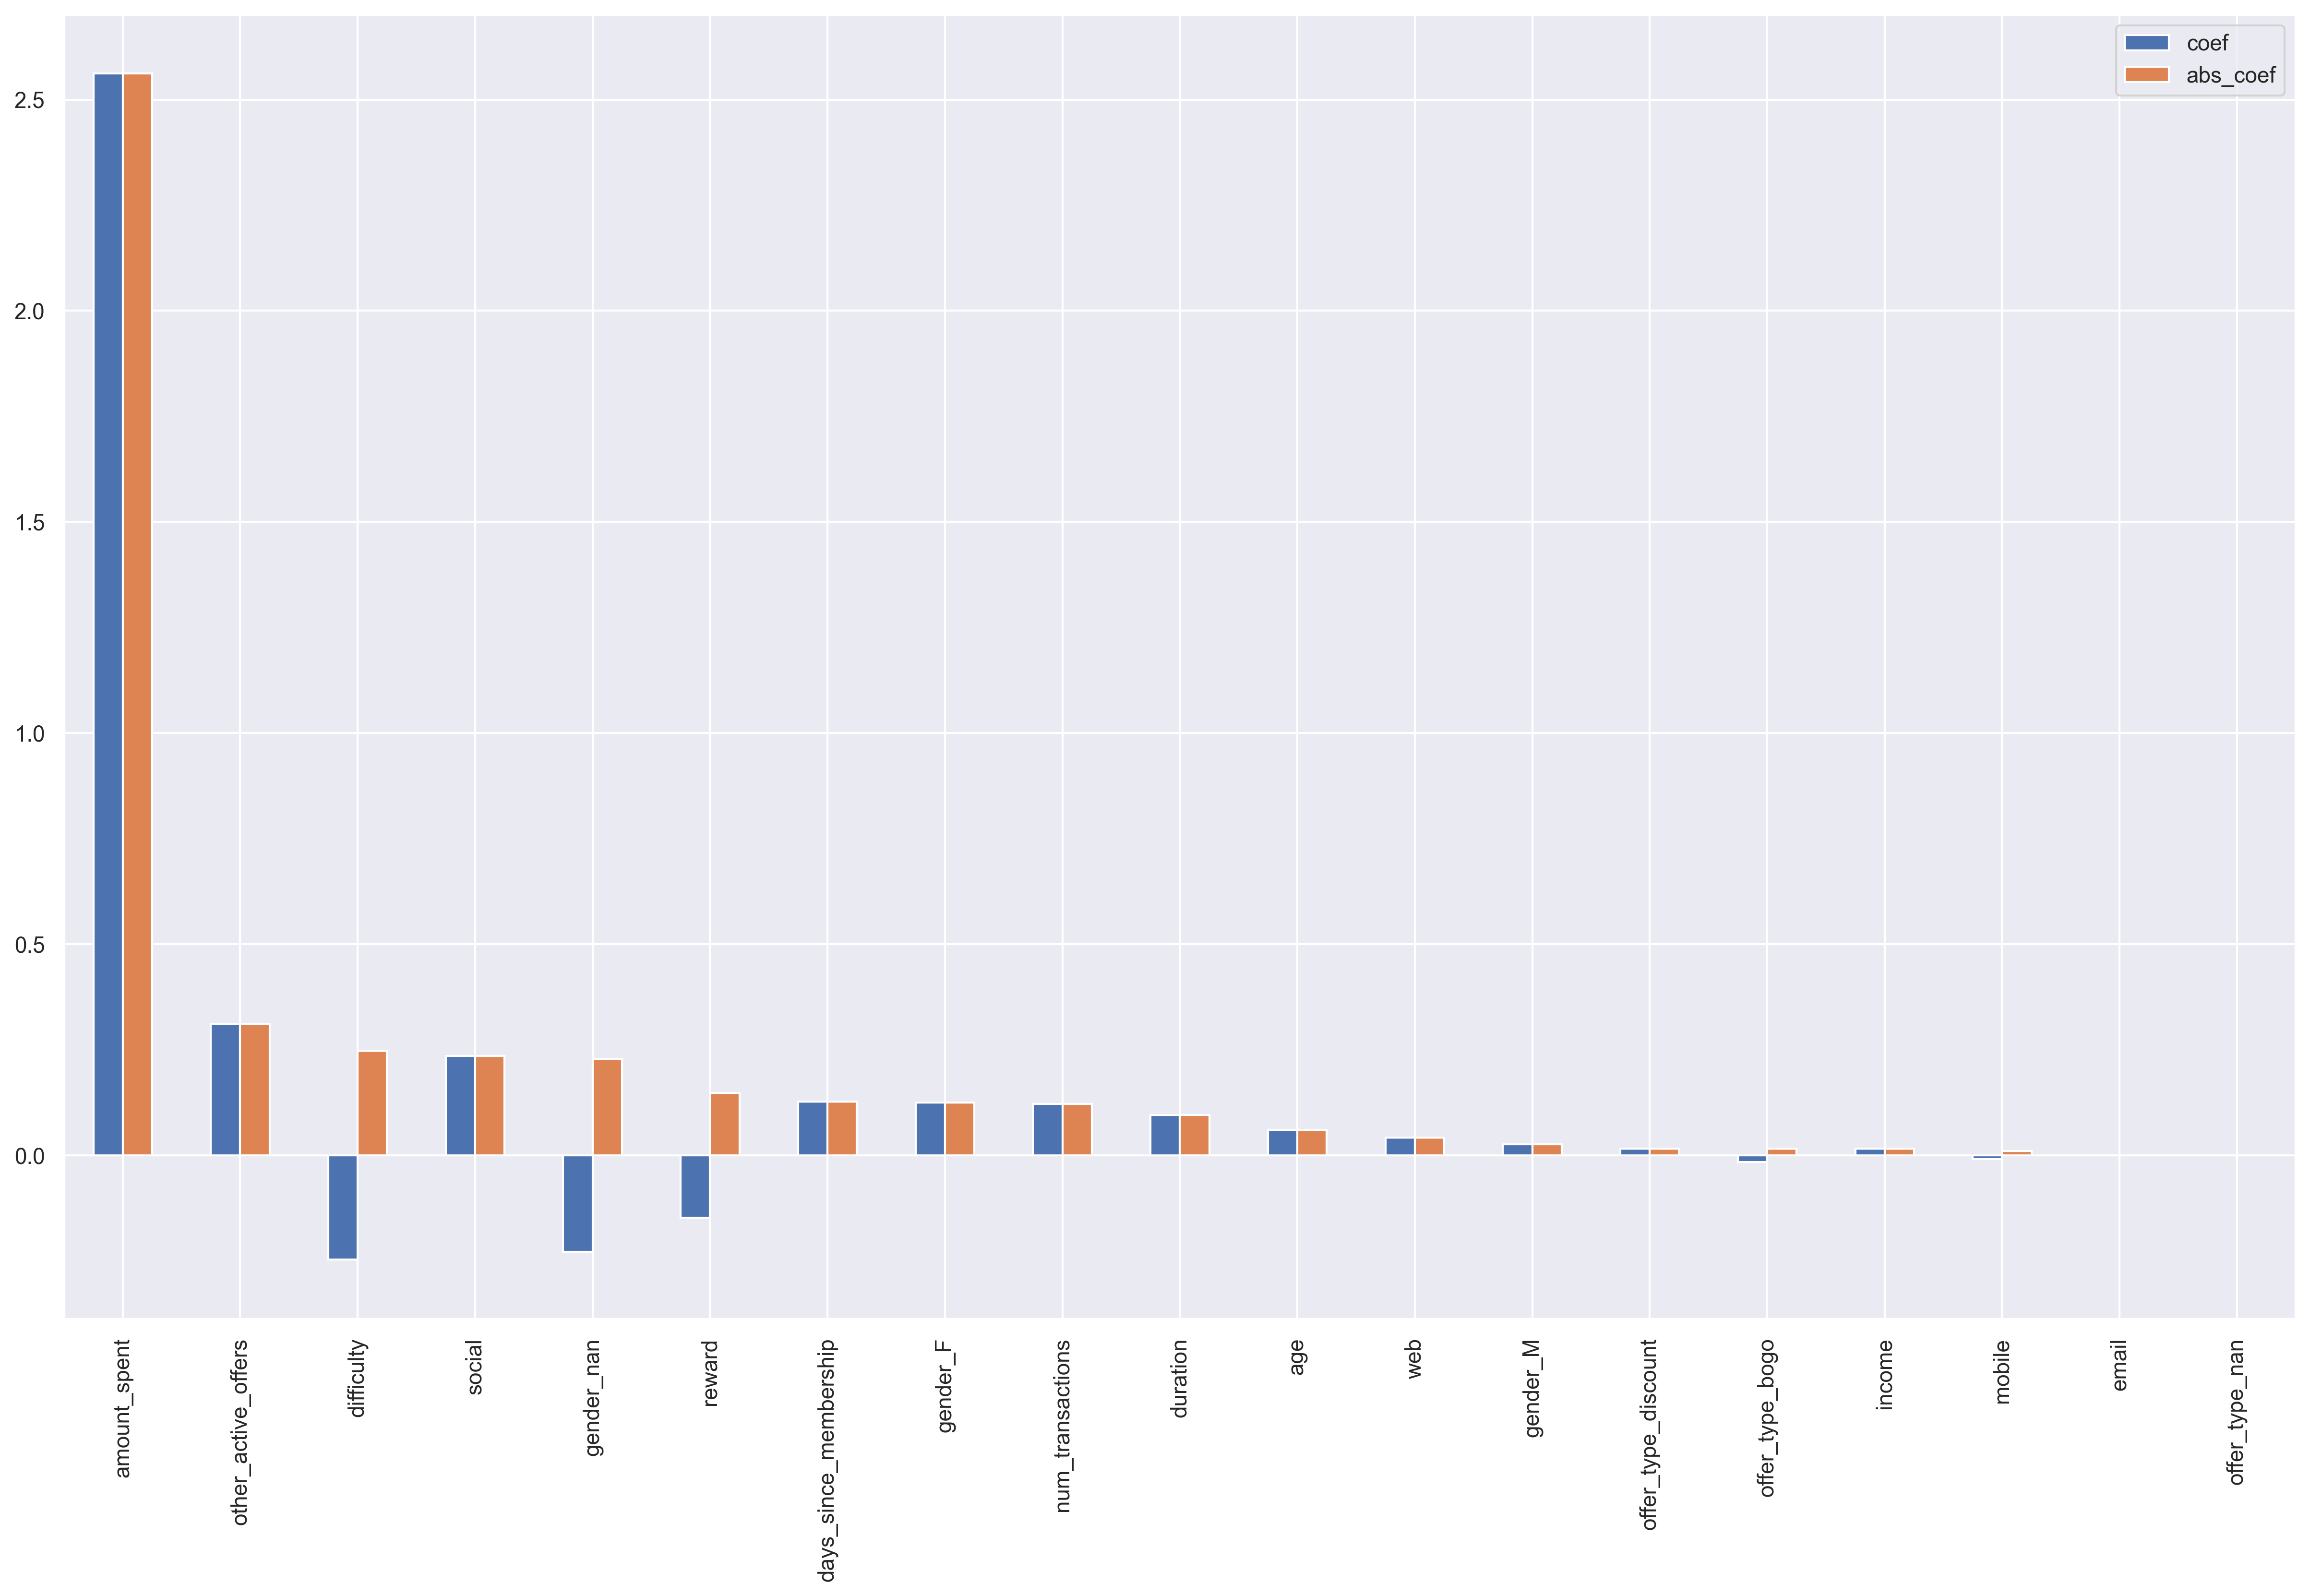 coef
abs_coef
2.5
2.0
1.5
1.0
0.5
0.0
amount_spent
other_active_offers
difficulty
social
gender_nan
reward
days_since_membership
gender_F
num_transactions
duration
age
web
gender_M
offer_type_discount
offer_type_bogo
income
mobile
email
offer_type_nan